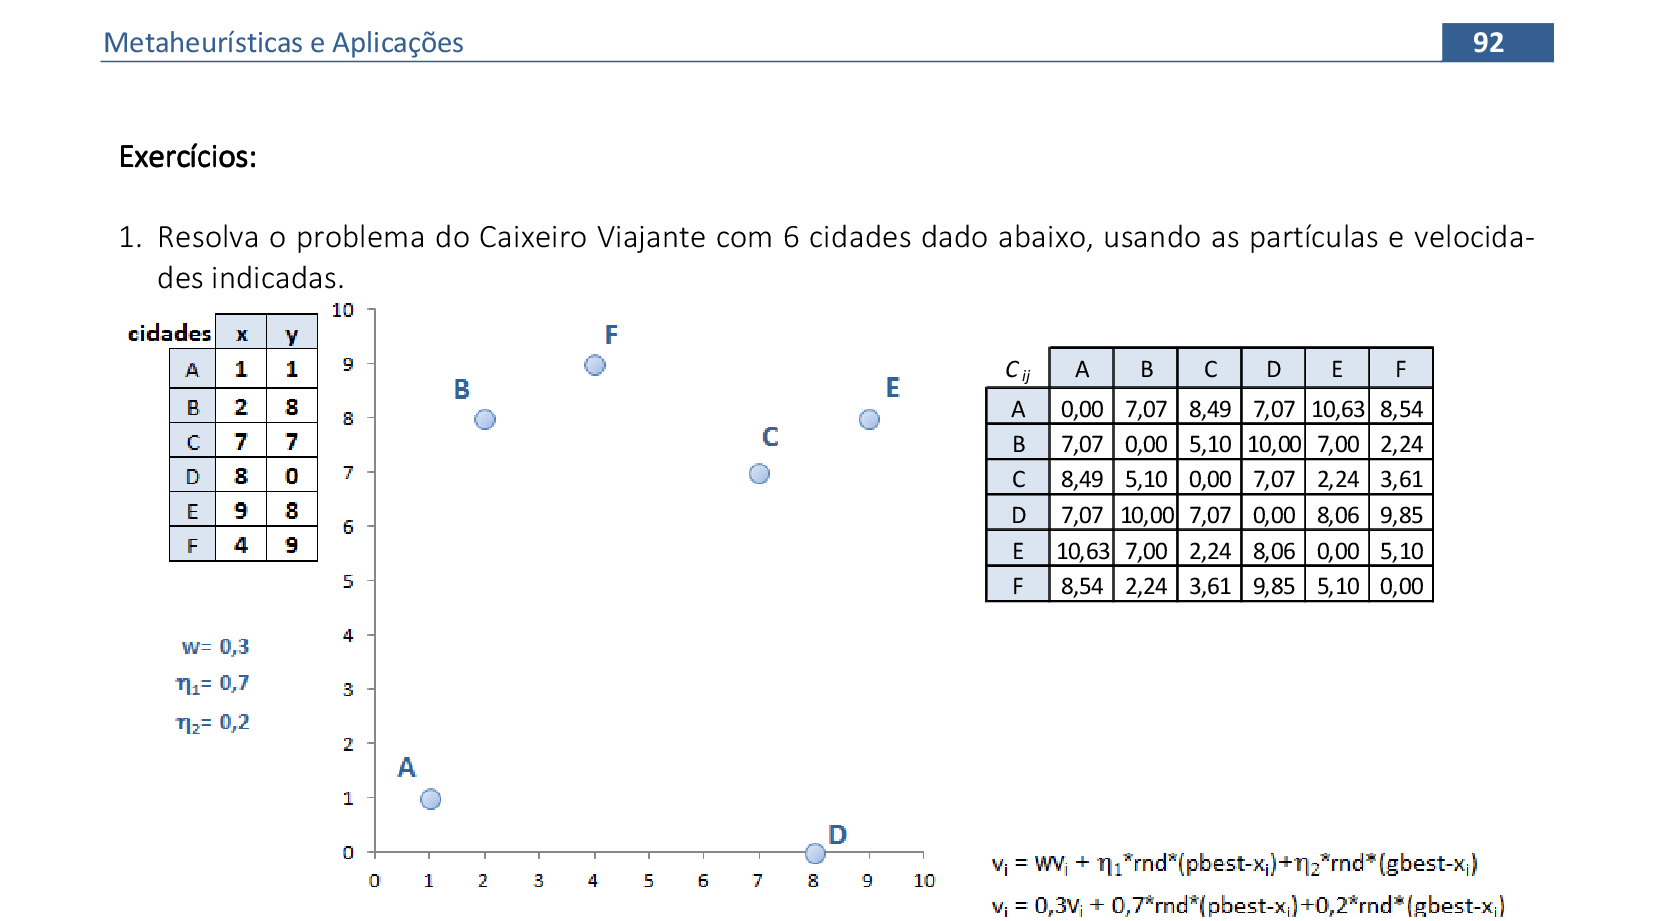 Metaheurísticas e Aplicações 92
Exercícios:
1. Resolva o problema do Caixeiro Viajante com 6 cidades dado abaixo, usando as partículas e velocida-
des indicadas.
cidades x y
A 1 1
B 2 8
C 7 7
D 8 0
E 9 8
F 4 9
w= 0,3
η1= 0,7
η2= 0,2
10
9
8
7
6
5
4
3
2
1
0
0 1 2 3 4 5 6 7 8 9 10
F
B
E
C
A
D
C ij A B C D E F
A 0,00 7,07 8,49 7,07 10,63 8,54
B 7,07 0,00 5,10 10,00 7,00 2,24
C 8,49 5,10 0,00 7,07 2,24 3,61
D 7,07 10,00 7,07 0,00 8,06 9,85
E 10,63 7,00 2,24 8,06 0,00 5,10
F 8,54 2,24 3,61 9,85 5,10 0,00
vi = wvi + η1*rnd*(pbest-xi)+η2*rnd*(gbest-xi)
vi = 0,3vi + 0,7*rnd*(pbest-xi)+0,2*rnd*(gbest-xi)